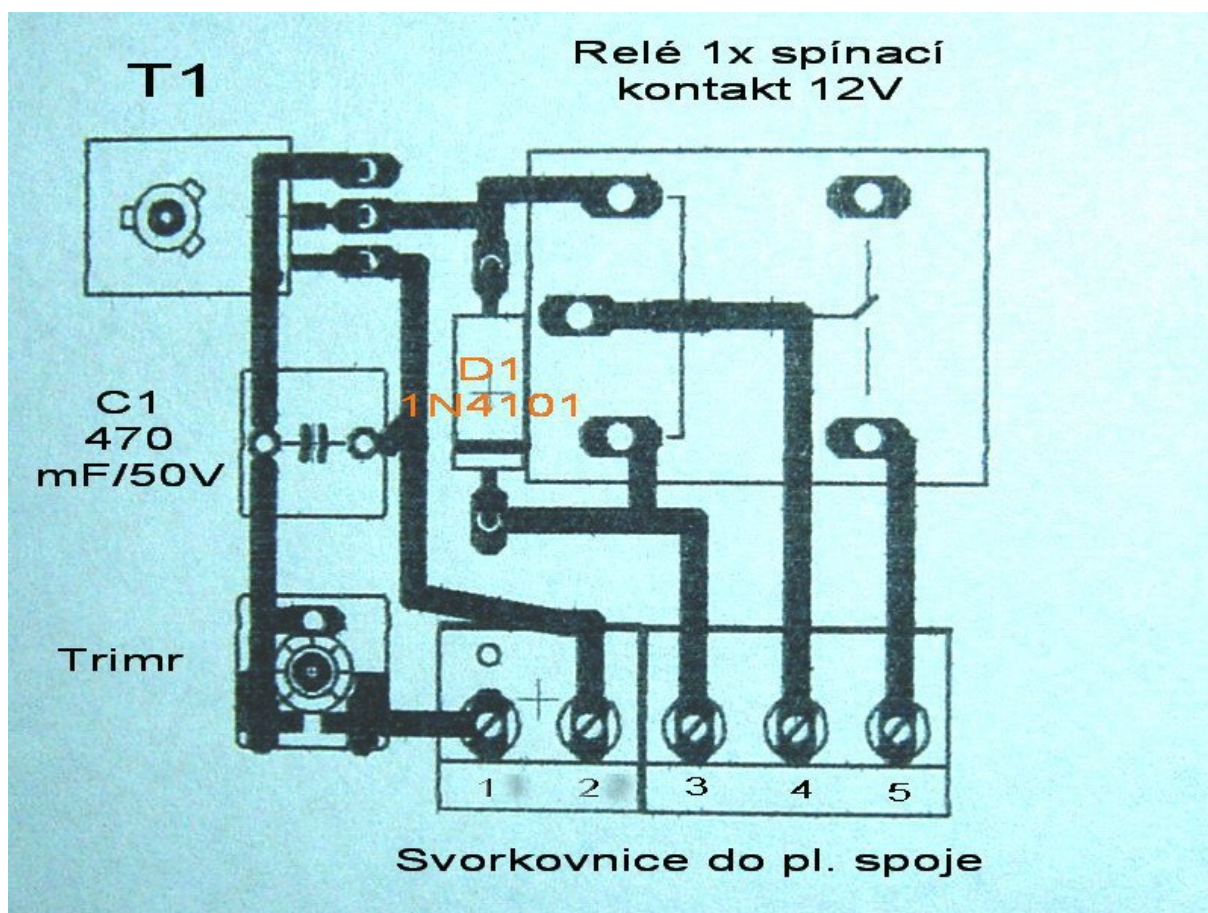 T1
Relé 1x spínací
kontakt 12V
D1
1N4101
C1
470
mF/50V
Trimr
1 2 3 4 5
Svorkovnice do pl. spoje